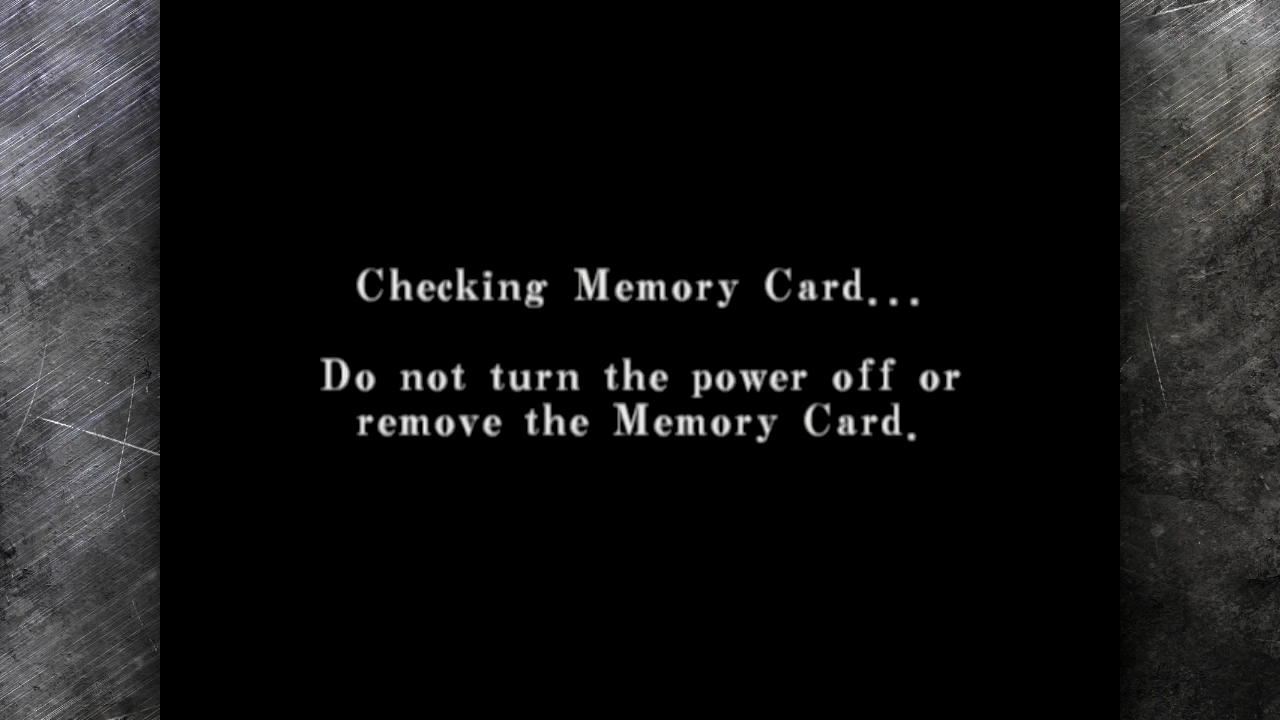 Checking Memory Card...
Do not turn the power off or
remove the Memory Card.